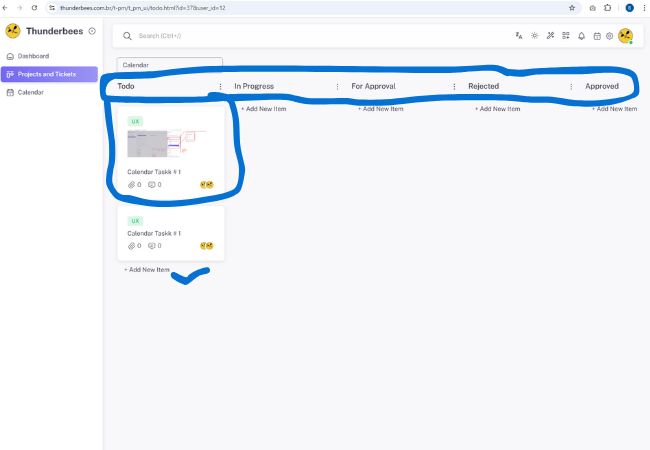 thunderbees.com.br/t-pm/t_pm_ui/todo.html?id=37&user_id=12
Thunderbees
Search (Ctrl+/)
Dashboard
Projects and Tickets
Calendar
Calendar
Todo In Progress For Approval Rejected Approved
+ Add New Item + Add New Item + Add New Item + Add New Item
UX
Calendar Taskk # 1
0 0
UX
Calendar Taskk # 1
0 0
+ Add New Item